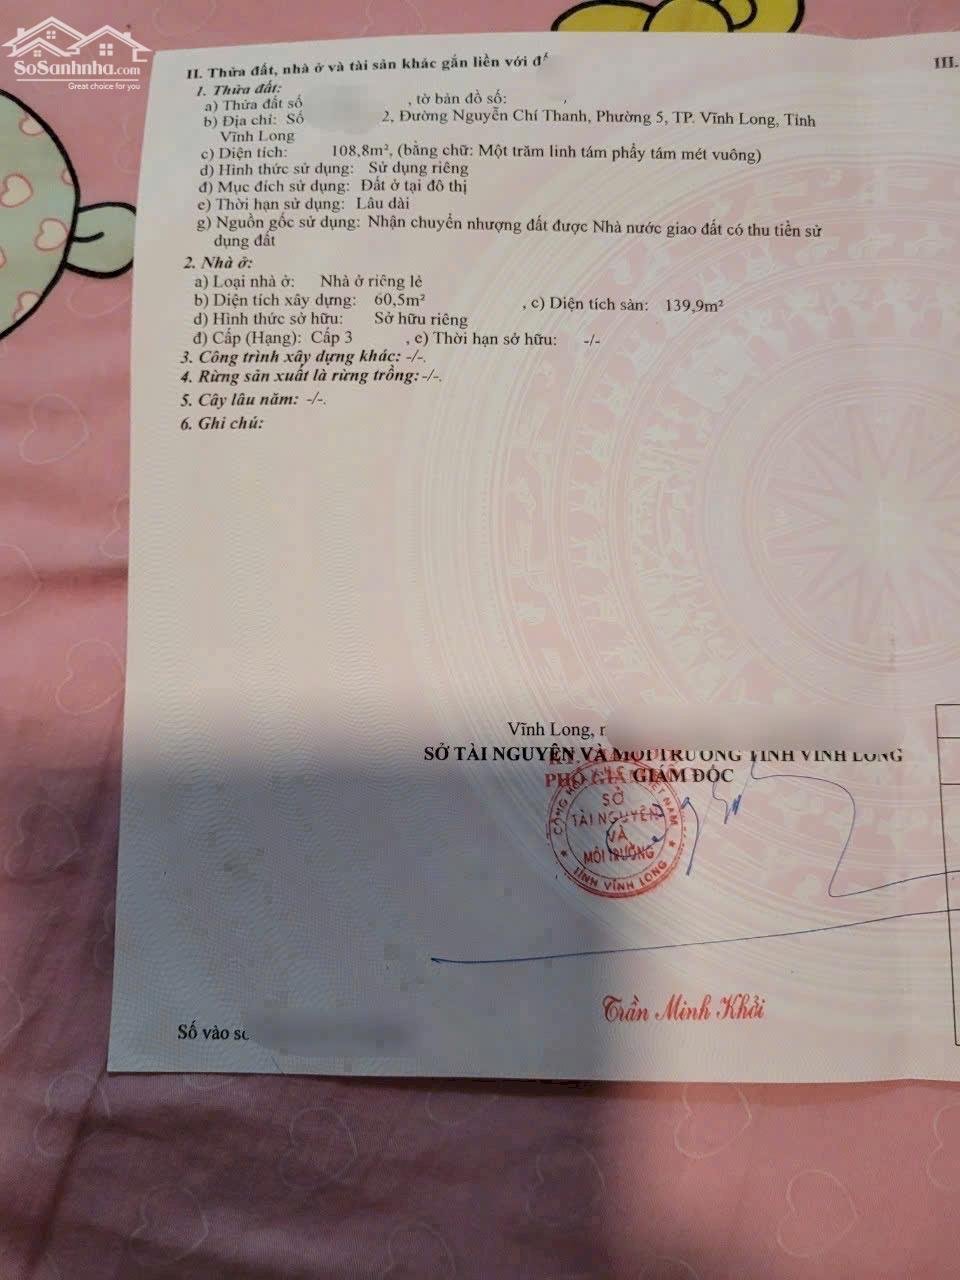 SoSanhnha.com
Great choice for you
II. Thửa đất, nhà ở và tài sản khác gắn liền với
III.
1. Thửa đất:
a) Thửa đất số , tờ bản đồ số: ,
b) Địa chỉ: Số 2, Đường Nguyễn Chí Thanh, Phường 5, TP. Vĩnh Long, Tỉnh
Vĩnh Long
c) Diện tích: 108,8m², (bằng chữ: Một trăm linh tám phẩy tám mét vuông)
d) Hình thức sử dụng: Sử dụng riêng
đ) Mục đích sử dụng: Đất ở tại đô thị
e) Thời hạn sử dụng: Lâu dài
g) Nguồn gốc sử dụng: Nhận chuyển nhượng đất được Nhà nước giao đất có thu tiền sử
dụng đất
2. Nhà ở:
a) Loại nhà ở: Nhà ở riêng lẻ
b) Diện tích xây dựng: 60,5m² , c) Diện tích sàn: 139,9m²
d) Hình thức sở hữu: Sở hữu riêng
đ) Cấp (Hạng): Cấp 3 , e) Thời hạn sở hữu: -/-
3. Công trình xây dựng khác: -/-.
4. Rừng sản xuất là rừng trồng: -/-.
5. Cây lâu năm: -/-.
6. Ghi chú:
Vĩnh Long,
SỞ TÀI NGUYÊN VÀ MÔI TRƯỜNG TỈNH VĨNH LONG
PHÓ GIÁM ĐỐC
SỞ
TÀI NGUYÊN
VÀ
MÔI TRƯỜNG
TỈNH VĨNH LONG
Trần Minh Khởi
Số vào